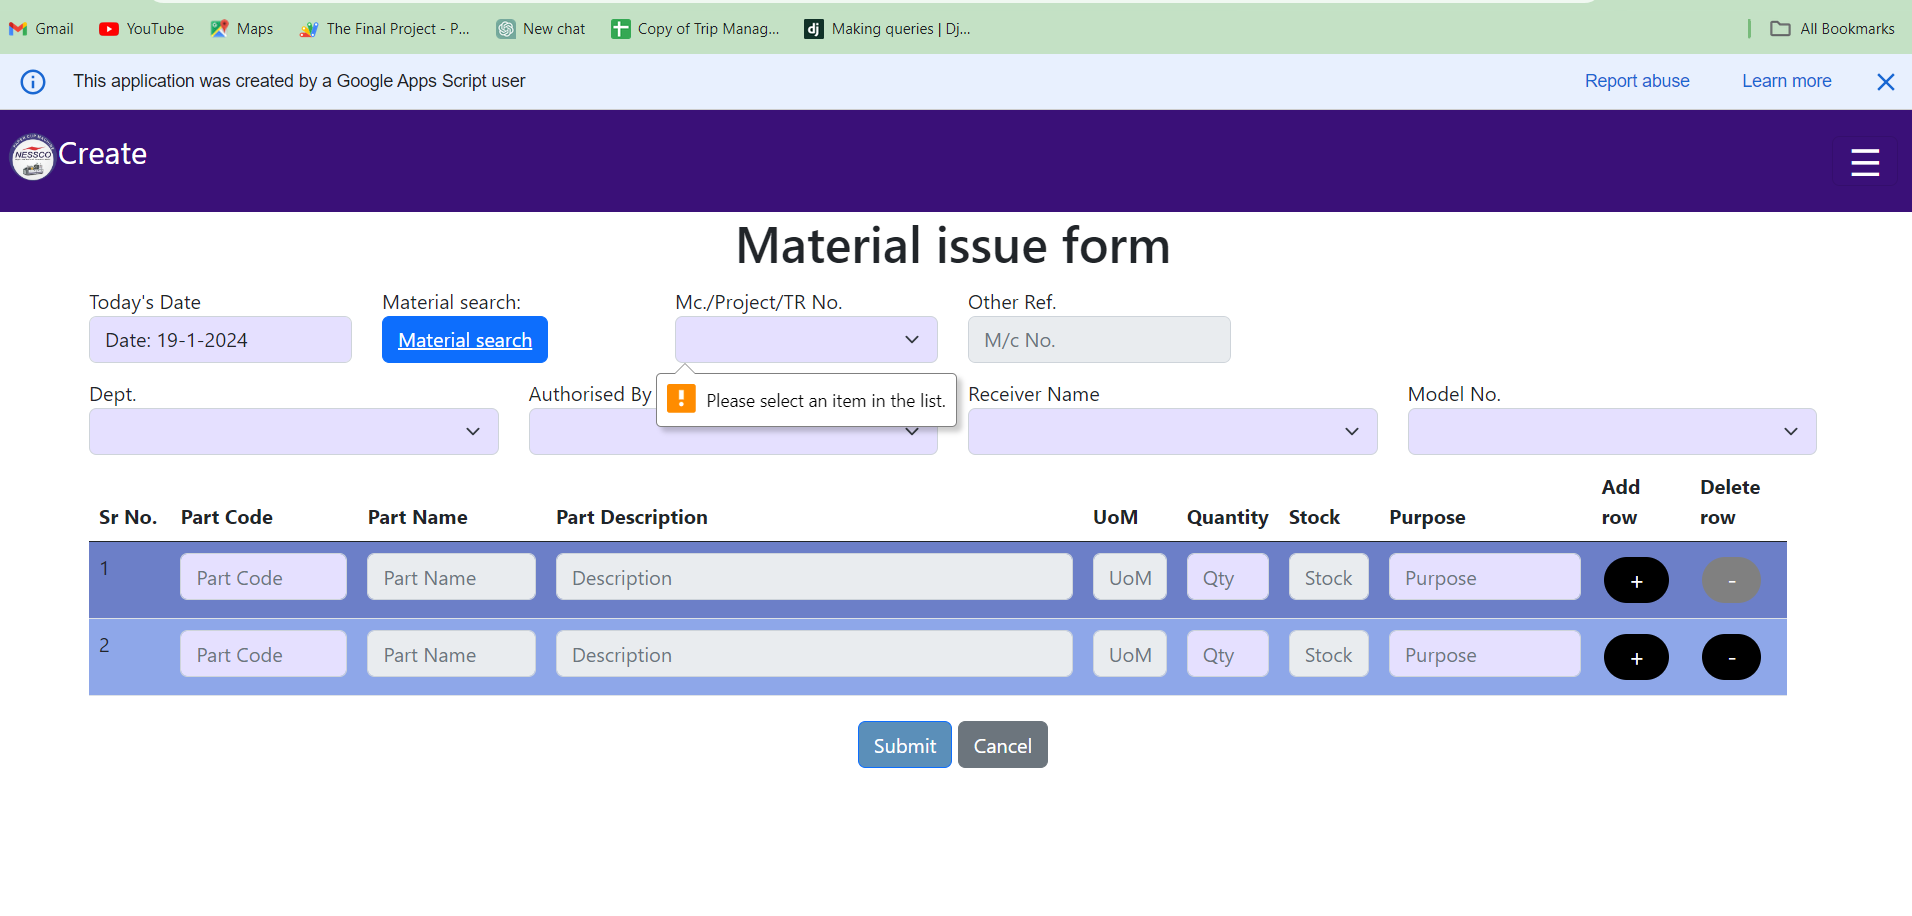 Gmail YouTube Maps The Final Project - P... New chat Copy of Trip Manag... dj Making queries | Dj... All Bookmarks
This application was created by a Google Apps Script user Report abuse Learn more
NESSCO Create
Material issue form
Today's Date Material search: Mc./Project/TR No. Other Ref.
Date: 19-1-2024 Material search M/c No.
Dept. Authorised By Receiver Name Model No.
Please select an item in the list.
Sr No. Part Code Part Name Part Description UoM Quantity Stock Purpose Add row Delete row
1 Part Code Part Name Description UoM Qty Stock Purpose + -
2 Part Code Part Name Description UoM Qty Stock Purpose + -
Submit Cancel